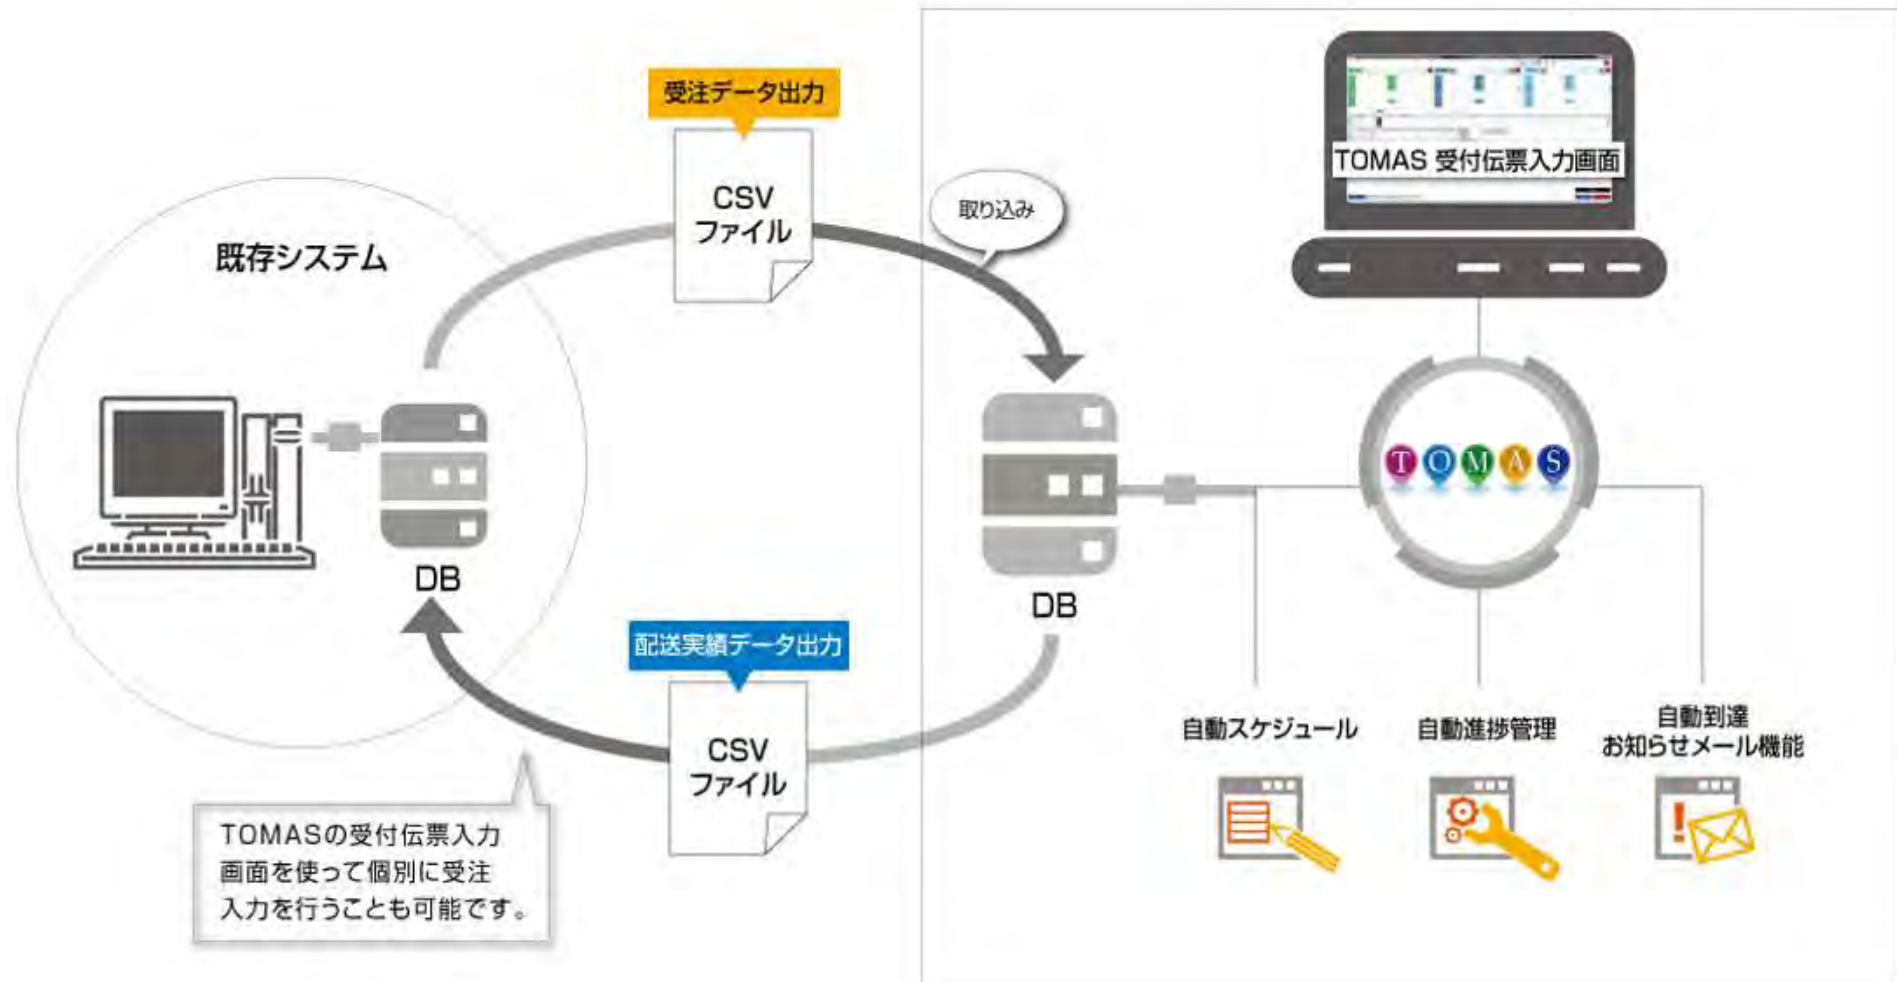 受注データ出力
CSV
ファイル
取り込み
既存システム
DB
TOMAS 受付伝票入力画面
TOMAS
DB
配送実績データ出力
CSV
ファイル
TOMASの受付伝票入力
画面を使って個別に受注
入力を行うことも可能です。
自動スケジュール
自動進捗管理
自動到達
お知らせメール機能